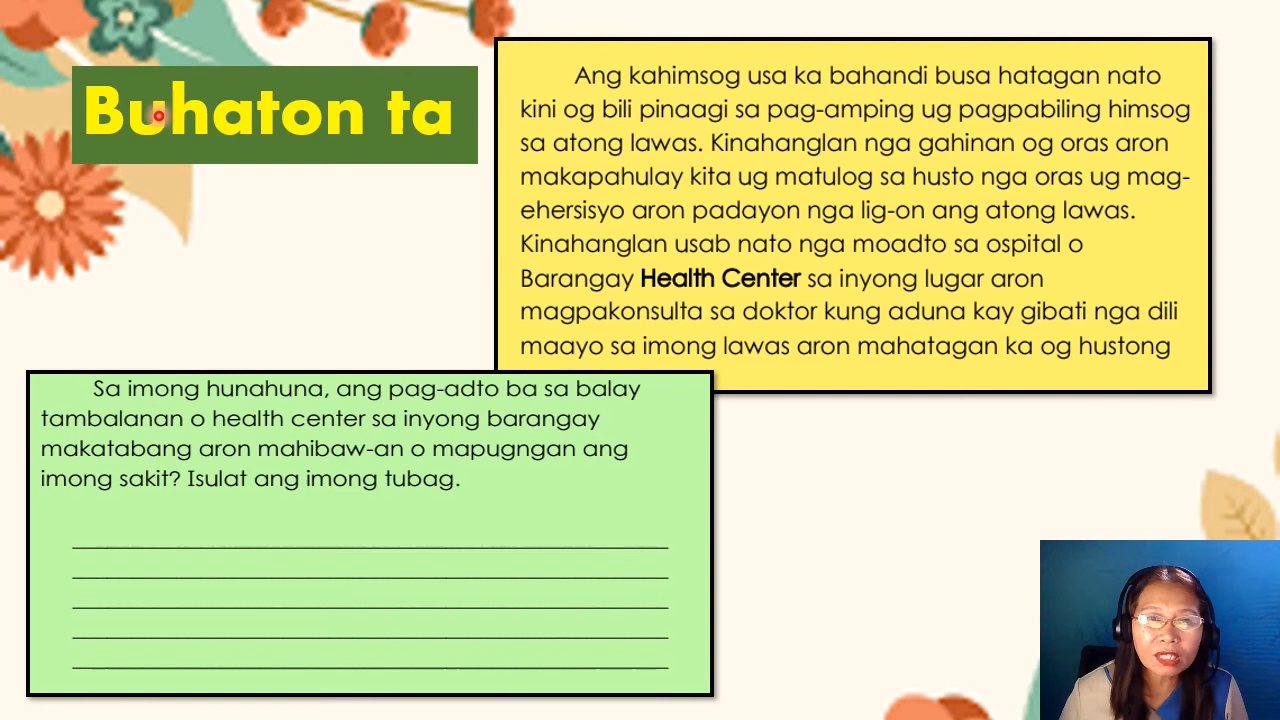 Buhaton ta
Ang kahimsog usa ka bahandi busa hatagan nato
kini og bili pinaagi sa pag-amping ug pagpabiling himsog
sa atong lawas. Kinahanglan nga gahinan og oras aron
makapahulay kita ug matulog sa husto nga oras ug mag-
ehersisyo aron padayon nga lig-on ang atong lawas.
Kinahanglan usab nato nga moadto sa ospital o
Barangay Health Center sa inyong lugar aron
magpakonsulta sa doktor kung aduna kay gibati nga dili
maayo sa imong lawas aron mahatagan ka og hustong
Sa imong hunahuna, ang pag-adto ba sa balay
tambalanan o health center sa inyong barangay
makatabang aron mahibaw-an o mapugngan ang
imong sakit? Isulat ang imong tubag.